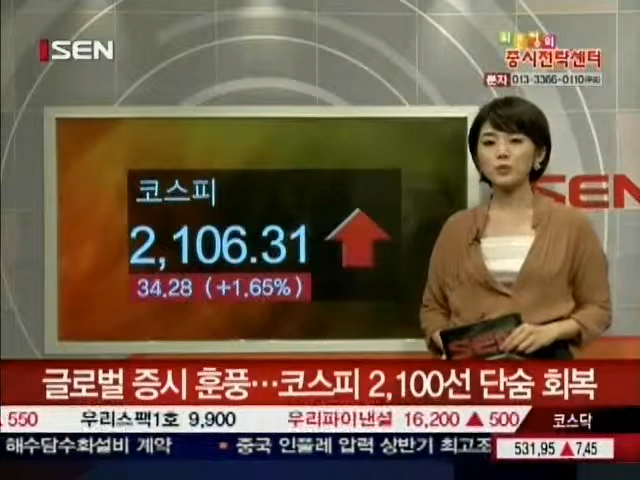 SEN
의
증시전략센터
문자 013-3366-0110
코스피
2,106.31
34.28 (+1.65%)
SEN
글로벌 증시 훈풍…코스피 2,100선 단숨 회복
.550 우리스팩1호 9,900 우리파이낸셜 16,200 ▲ 500 코스닥
해수담수화설비 계약 중국 인플레 압력 상반기 최고조 531,95 ▲7,45